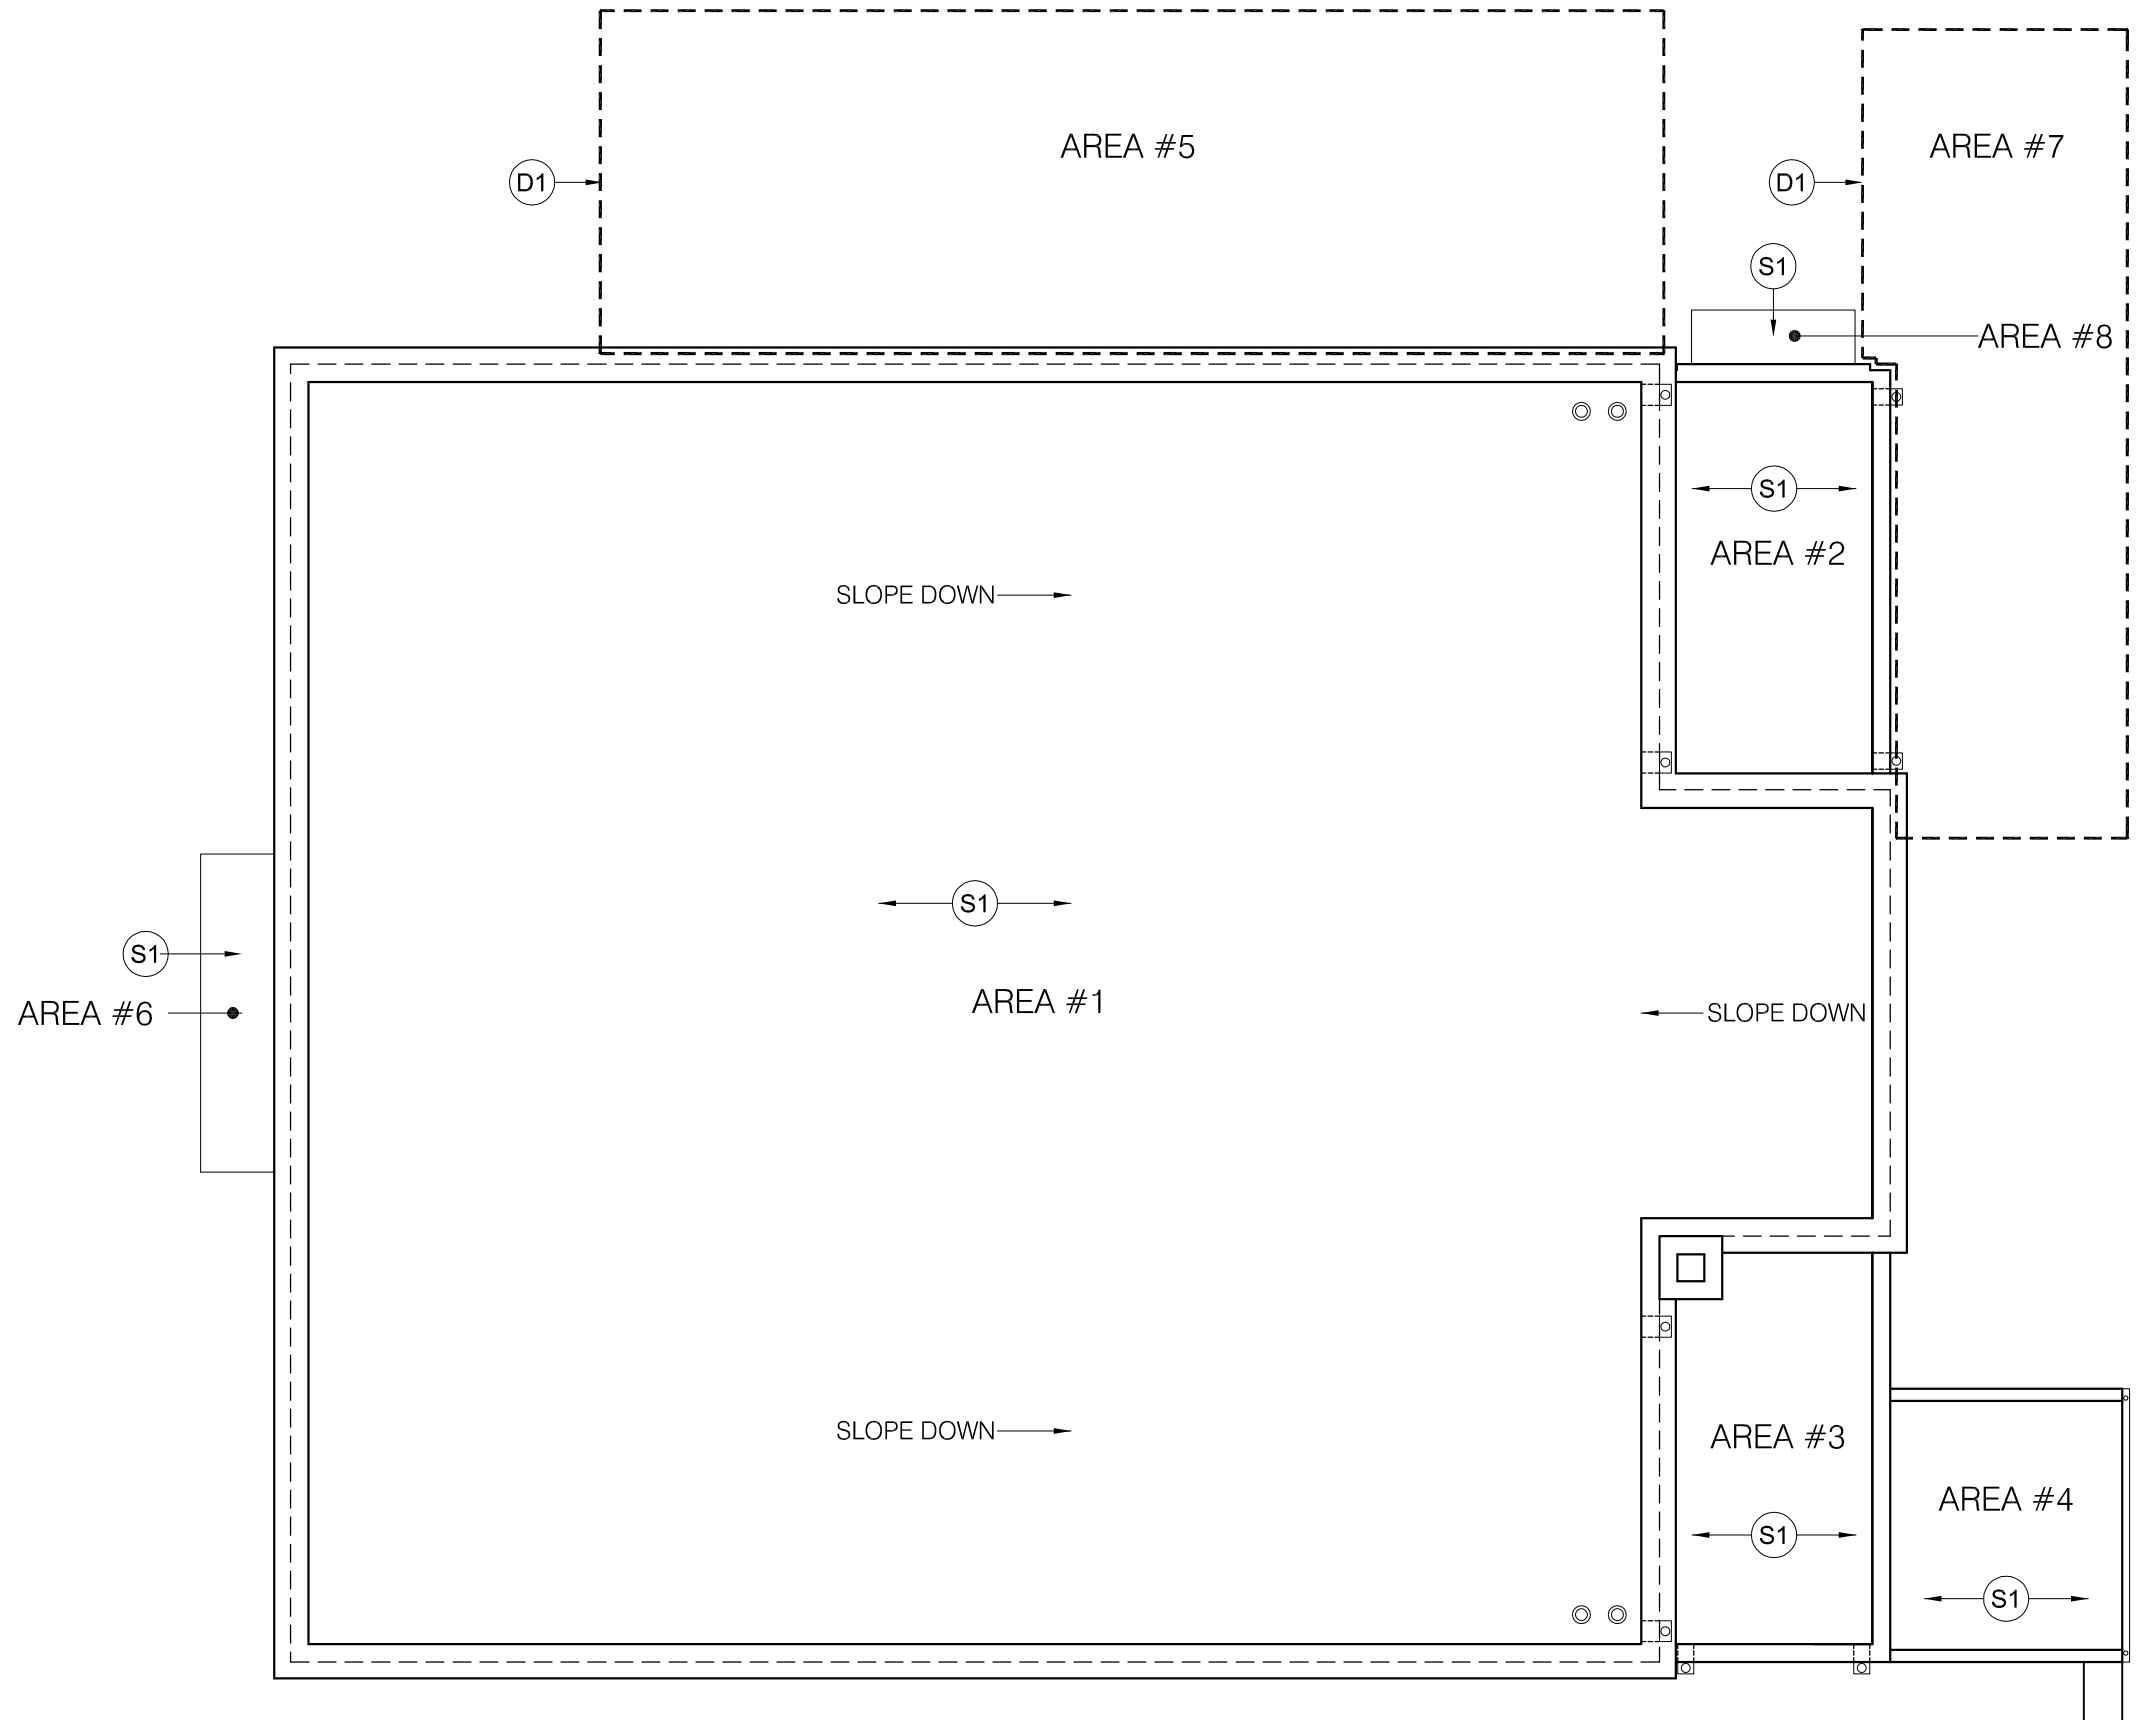 AREA #5
AREA #7
D1
D1
S1
AREA #8
S1
AREA #2
SLOPE DOWN
S1
S1
AREA #1
AREA #6
SLOPE DOWN
SLOPE DOWN
AREA #3
AREA #4
S1
S1